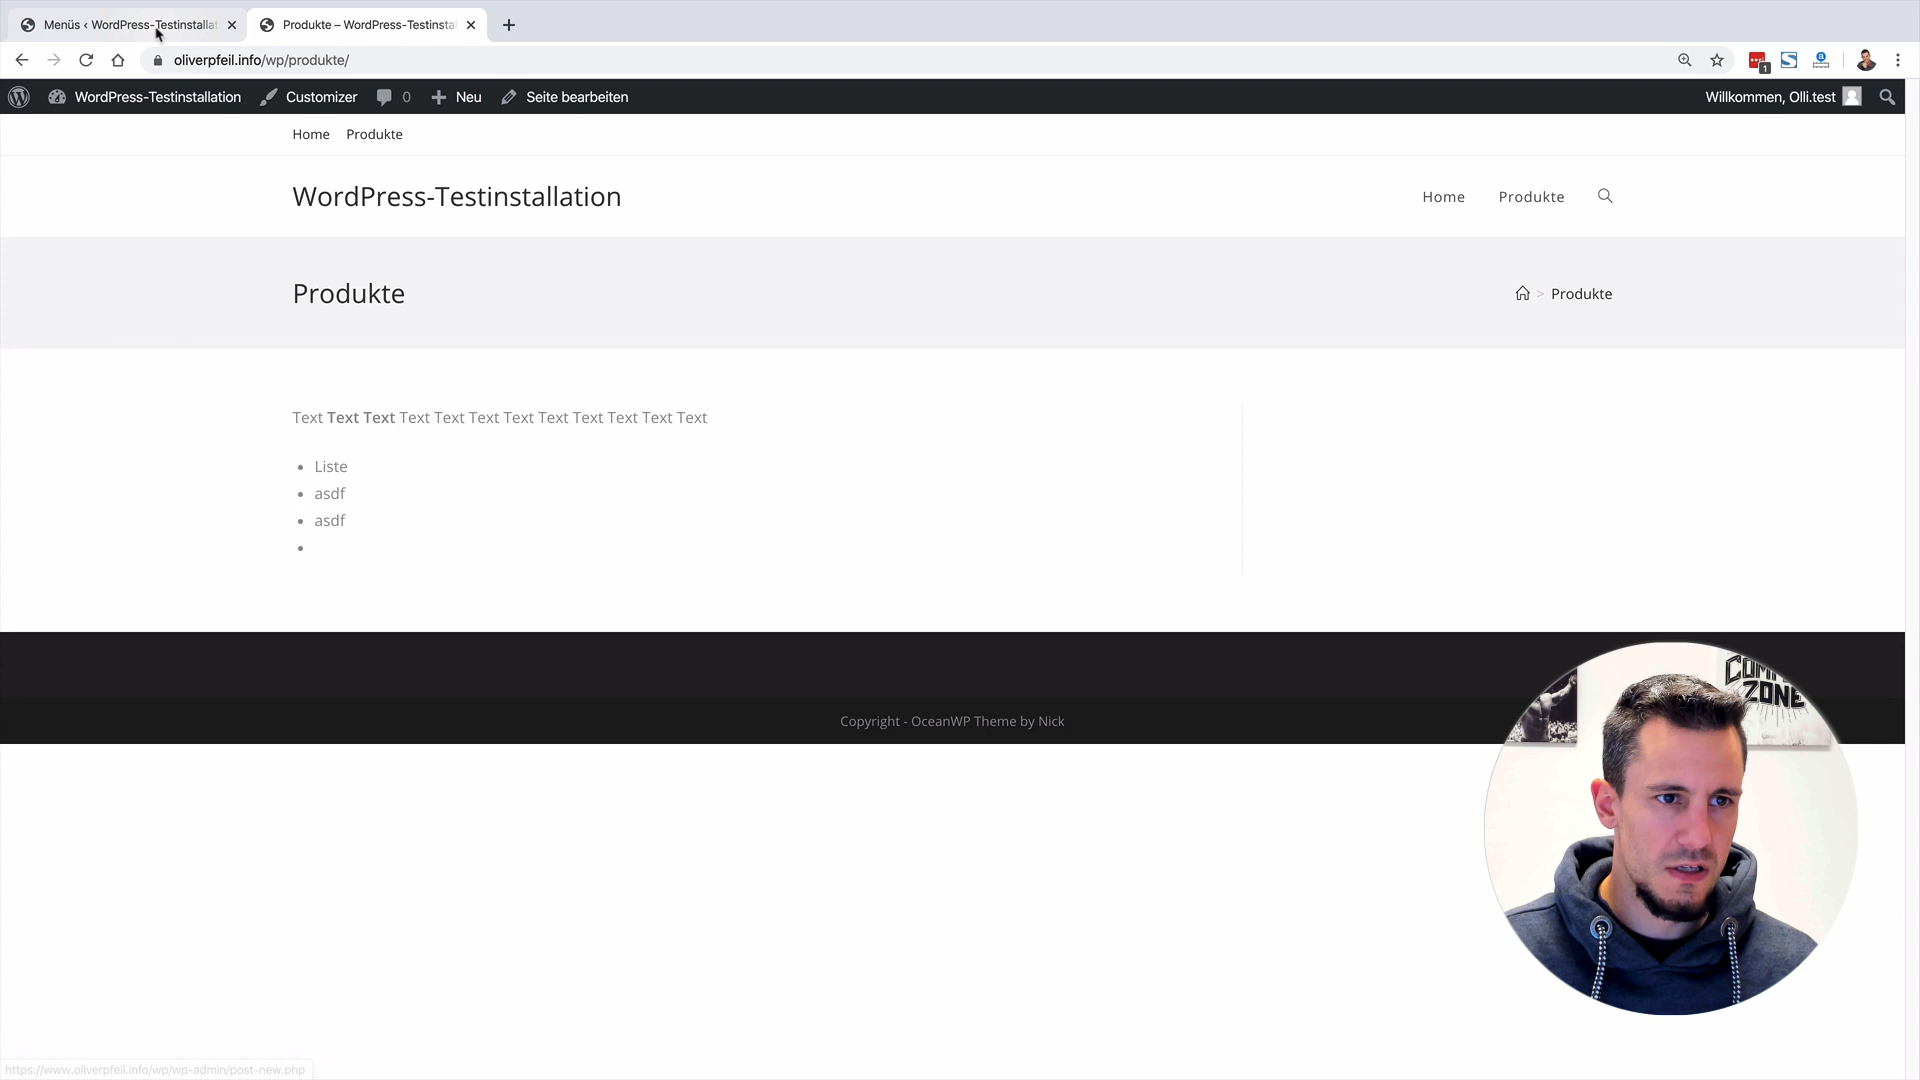 Menüs ‹ WordPress-Testinstallat
Produkte – WordPress-Testinsta
oliverpfeil.info/wp/produkte/
1
WordPress-Testinstallation
Customizer
0
Neu
Seite bearbeiten
Willkommen, Olli.test
Home Produkte
WordPress-Testinstallation
Home Produkte
Produkte
> Produkte
Text Text Text Text Text Text Text Text Text Text Text Text
Liste
asdf
asdf
Copyright - OceanWP Theme by Nick
ZONE
https://www.oliverpfeil.info/wp/wp-admin/post-new.php